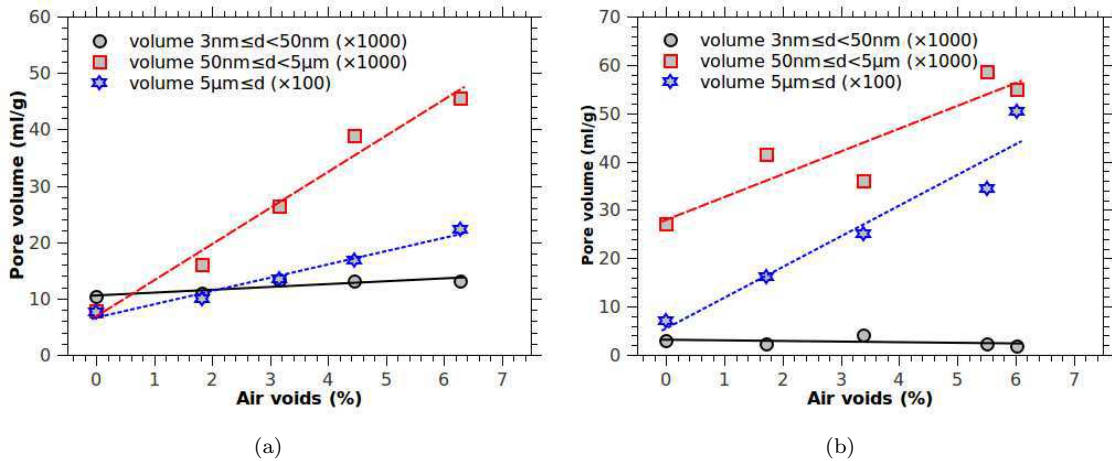 60
50
40
30
20
10
0
Pore volume (ml/g)
volume 3nm≤d<50nm (×1000)
volume 50nm≤d<5μm (×1000)
volume 5μm≤d (×100)
0 1 2 3 4 5 6 7
Air voids (%)
(a)
70
60
50
40
30
20
10
0
Pore volume (ml/g)
volume 3nm≤d<50nm (×1000)
volume 50nm≤d<5μm (×1000)
volume 5μm≤d (×100)
0 1 2 3 4 5 6 7
Air voids (%)
(b)